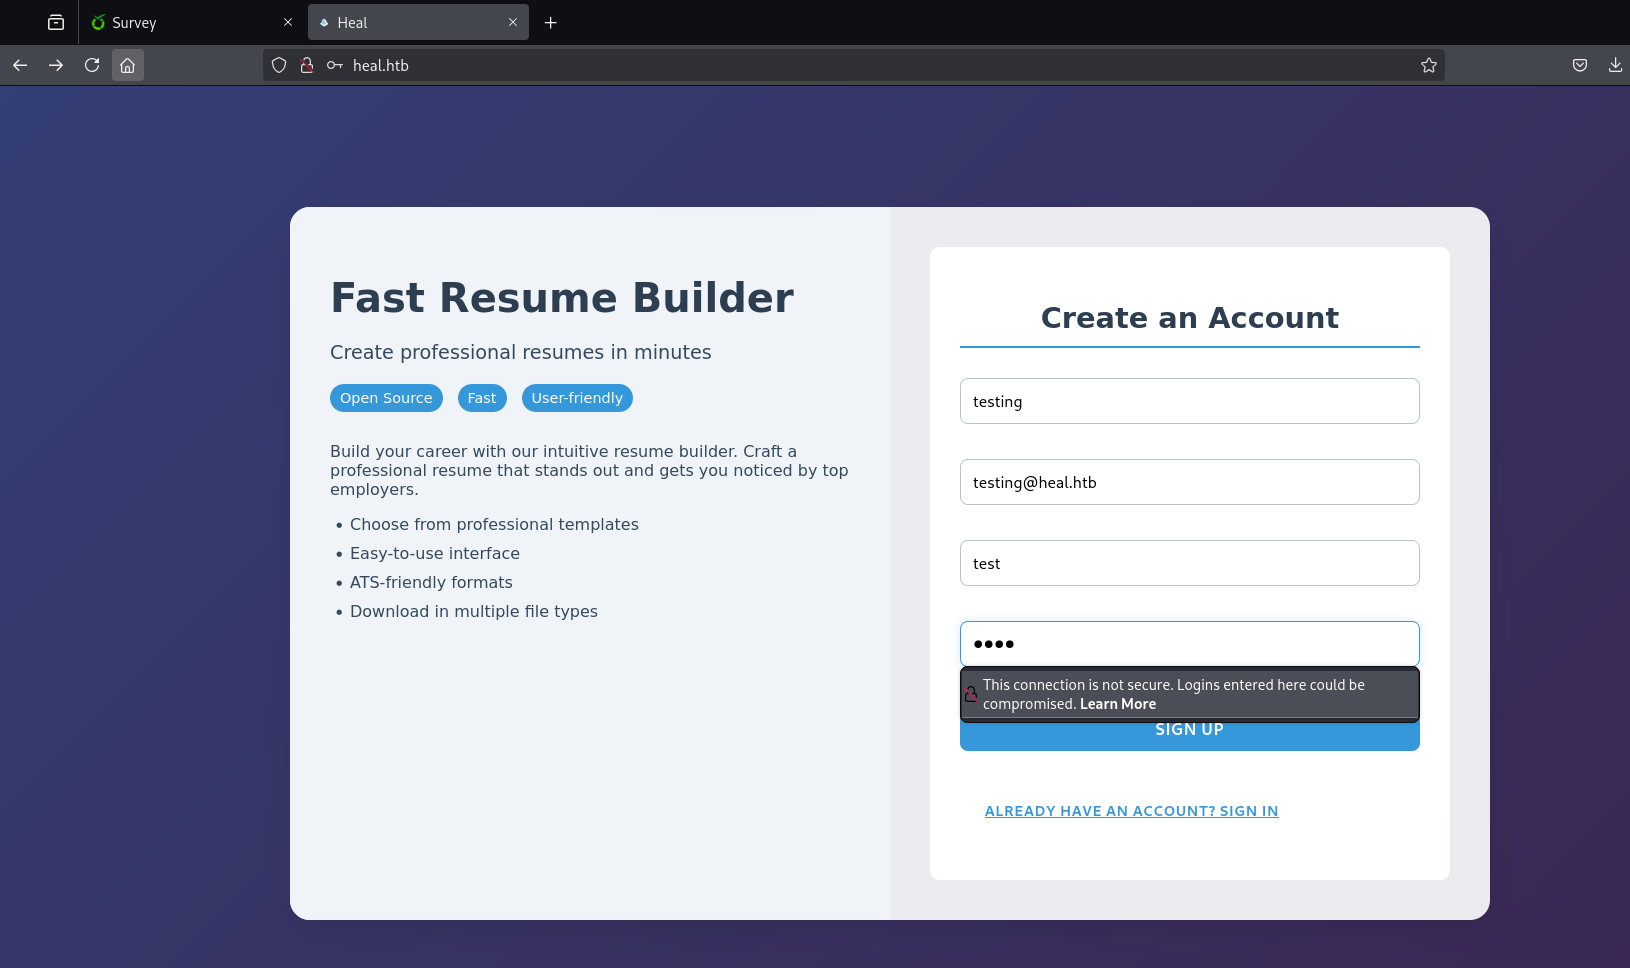 Survey
Heal
heal.htb
Fast Resume Builder
Create professional resumes in minutes
Open Source Fast User-friendly
Build your career with our intuitive resume builder. Craft a
professional resume that stands out and gets you noticed by top
employers.
• Choose from professional templates
• Easy-to-use interface
• ATS-friendly formats
• Download in multiple file types
Create an Account
testing
testing@heal.htb
test
••••
This connection is not secure. Logins entered here could be
compromised. Learn More
SIGN UP
ALREADY HAVE AN ACCOUNT? SIGN IN